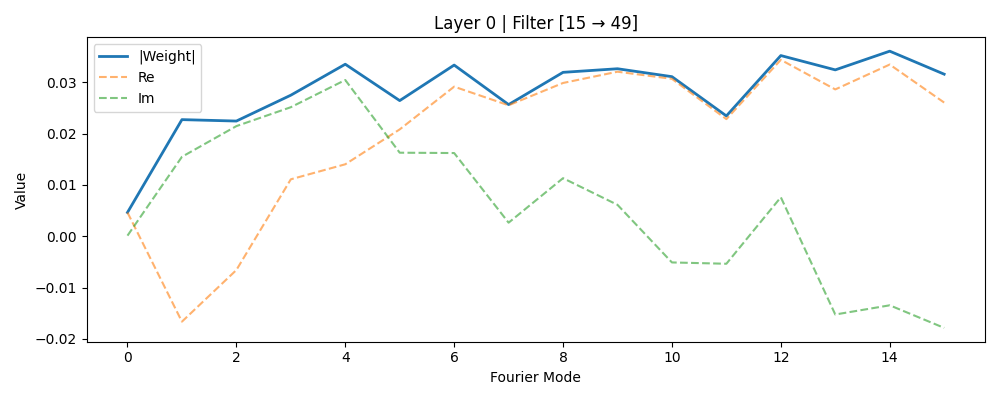 Layer 0 | Filter [15 → 49]
|Weight|
Re
Im
Value
0.03
0.02
0.01
0.00
−0.01
−0.02
0 2 4 6 8 10 12 14
Fourier Mode